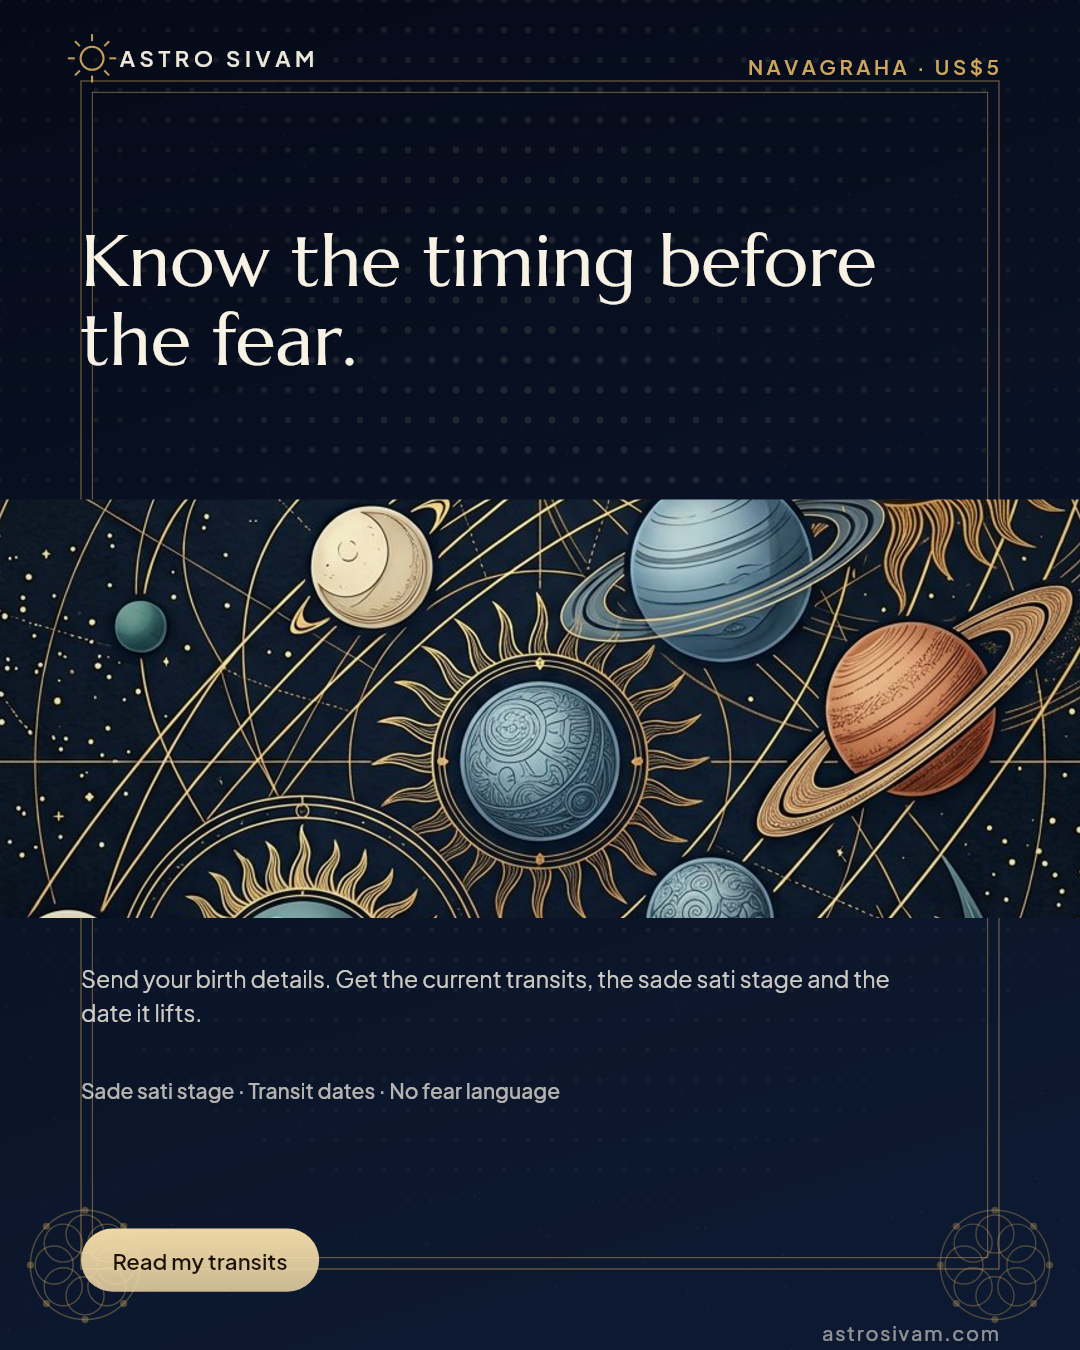 ASTRO SIVAM
NAVAGRAHA · US$5
Know the timing before
the fear.
Send your birth details. Get the current transits, the sade sati stage and the
date it lifts.
Sade sati stage · Transit dates · No fear language
Read my transits
astrosivam.com